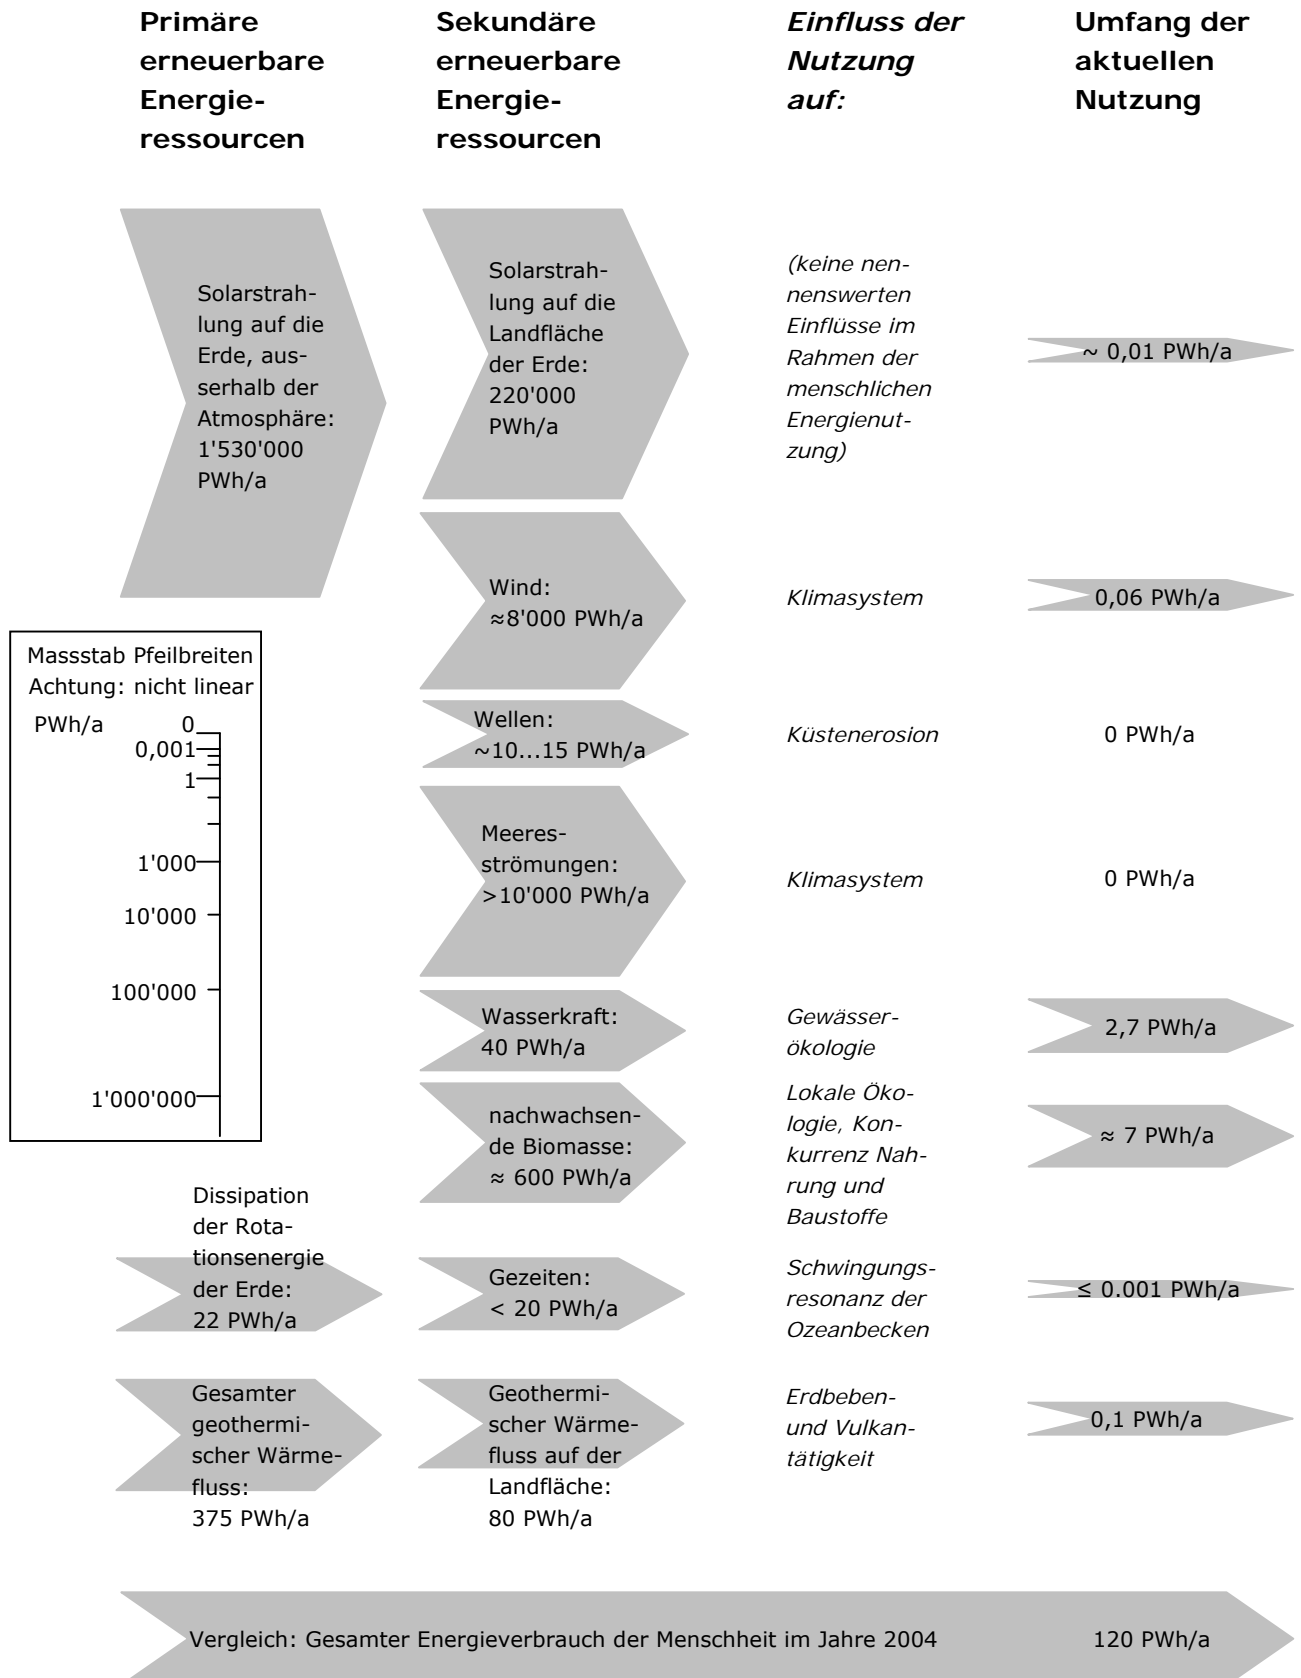 Primäre
erneuerbare
Energie-
ressourcen
Sekundäre
erneuerbare
Energie-
ressourcen
Einfluss der
Nutzung
auf:
Umfang der
aktuellen
Nutzung
Solarstrah-
lung auf die
Erde, aus-
serhalb der
Atmosphäre:
1'530'000
PWh/a
Solarstrah-
lung auf die
Landfläche
der Erde:
220'000
PWh/a
(keine nen-
nenswerten
Einflüsse im
Rahmen der
menschlichen
Energienut-
zung)
~ 0,01 PWh/a
Wind:
≈8'000 PWh/a
Klimasystem
0,06 PWh/a
Massstab Pfeilbreiten
Achtung: nicht linear
PWh/a 0
0,001
1
1'000
10'000
100'000
1'000'000
Wellen:
~10...15 PWh/a
Küstenerosion
0 PWh/a
Meeres-
strömungen:
>10'000 PWh/a
Klimasystem
0 PWh/a
Wasserkraft:
40 PWh/a
Gewässer-
ökologie
2,7 PWh/a
nachwachsen-
de Biomasse:
≈ 600 PWh/a
Lokale Öko-
logie, Kon-
kurrenz Nah-
rung und
Baustoffe
≈ 7 PWh/a
Dissipation
der Rota-
tionsenergie
der Erde:
22 PWh/a
Gezeiten:
< 20 PWh/a
Schwingungs-
resonanz der
Ozeanbecken
≤ 0.001 PWh/a
Gesamter
geothermi-
scher Wärme-
fluss:
375 PWh/a
Geothermi-
scher Wärme-
fluss auf der
Landfläche:
80 PWh/a
Erdbeben-
und Vulkan-
tätigkeit
0,1 PWh/a
Vergleich: Gesamter Energieverbrauch der Menschheit im Jahre 2004 120 PWh/a